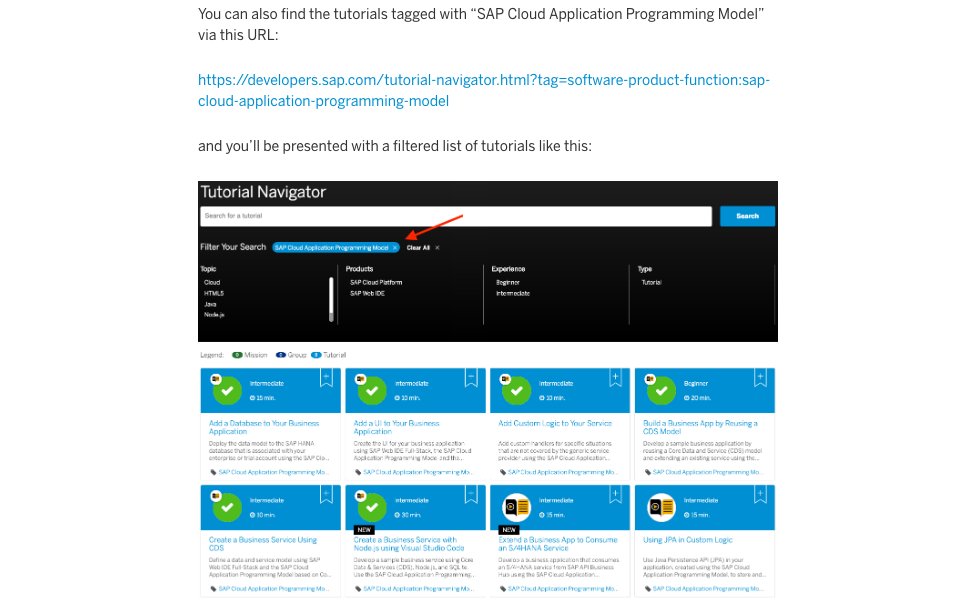 You can also find the tutorials tagged with “SAP Cloud Application Programming Model”
via this URL:
https://developers.sap.com/tutorial-navigator.html?tag=software-product-function:sap-
cloud-application-programming-model
and you’ll be presented with a filtered list of tutorials like this:
Tutorial Navigator
Search for a tutorial
Search
Filter Your Search SAP Cloud Application Programming Model × Clear All ×
Topic Products Experience Type
Cloud SAP Cloud Platform Beginner Tutorial
HTML5 SAP Web IDE Intermediate
Java
Node.js
Legend: Mission Group Tutorial
Intermediate Intermediate Intermediate Beginner
15 min. 10 min. 10 min. 20 min.
Add a Database to Your Business
Application
Deploy the data model to the SAP HANA
database that is associated with your
enterprise or trial account using the SAP Clo...
SAP Cloud Application Programming Mo...
Add a UI to Your Business
Application
Create the UI for your business application
using SAP Web IDE Full-Stack, the SAP Cloud
Application Programming Model, and the...
SAP Cloud Application Programming Mo...
Add Custom Logic to Your Service
Add custom handlers for specific situations
that are not covered by the generic service
provider using the SAP Cloud Application...
SAP Cloud Application Programming Mo...
Build a Business App by Reusing a
CDS Model
Develop a sample business application by
reusing a Core Data and Service (CDS) model
and extending an existing service using the...
SAP Cloud Application Programming Mo...
Intermediate Intermediate Intermediate Intermediate
10 min. 30 min. 15 min. 15 min.
Create a Business Service Using
CDS
Define a data and service model using SAP
Web IDE Full-Stack and the SAP Cloud
Application Programming Model based on Co...
SAP Cloud Application Programming Mo...
NEW
Create a Business Service with
Node.js using Visual Studio Code
Develop a sample business service using Core
Data & Services (CDS), Node.js, and SQLite
Use the SAP Cloud Application Programming...
SAP Cloud Application Programming Mo...
NEW
Extend a Business App to Consume
an S/4HANA Service
Develop a business application that consumes
an S/4HANA service from SAP API Business
Hub using the SAP Cloud Application...
SAP Cloud Application Programming Mo...
Using JPA in Custom Logic
Use Java Persistence API (JPA) in your
application, created using the SAP Cloud
Application Programming Model, to store and...
SAP Cloud Application Programming Mo...